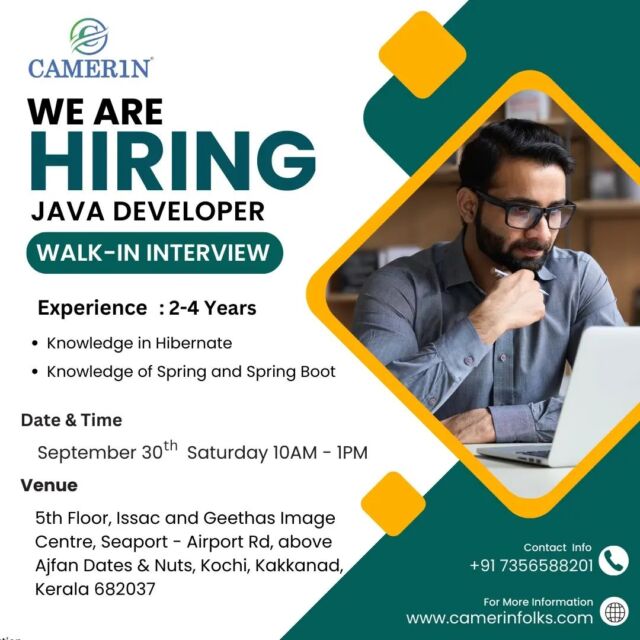 CAMER1N®
WE ARE
HIRING
JAVA DEVELOPER
WALK-IN INTERVIEW
Experience : 2-4 Years
• Knowledge in Hibernate
• Knowledge of Spring and Spring Boot
Date & Time
September 30th Saturday 10AM - 1PM
Venue
5th Floor, Issac and Geethas Image
Centre, Seaport - Airport Rd, above
Ajfan Dates & Nuts, Kochi, Kakkanad,
Kerala 682037
Contact Info
+91 7356588201
For More Information
www.camerinfolks.com